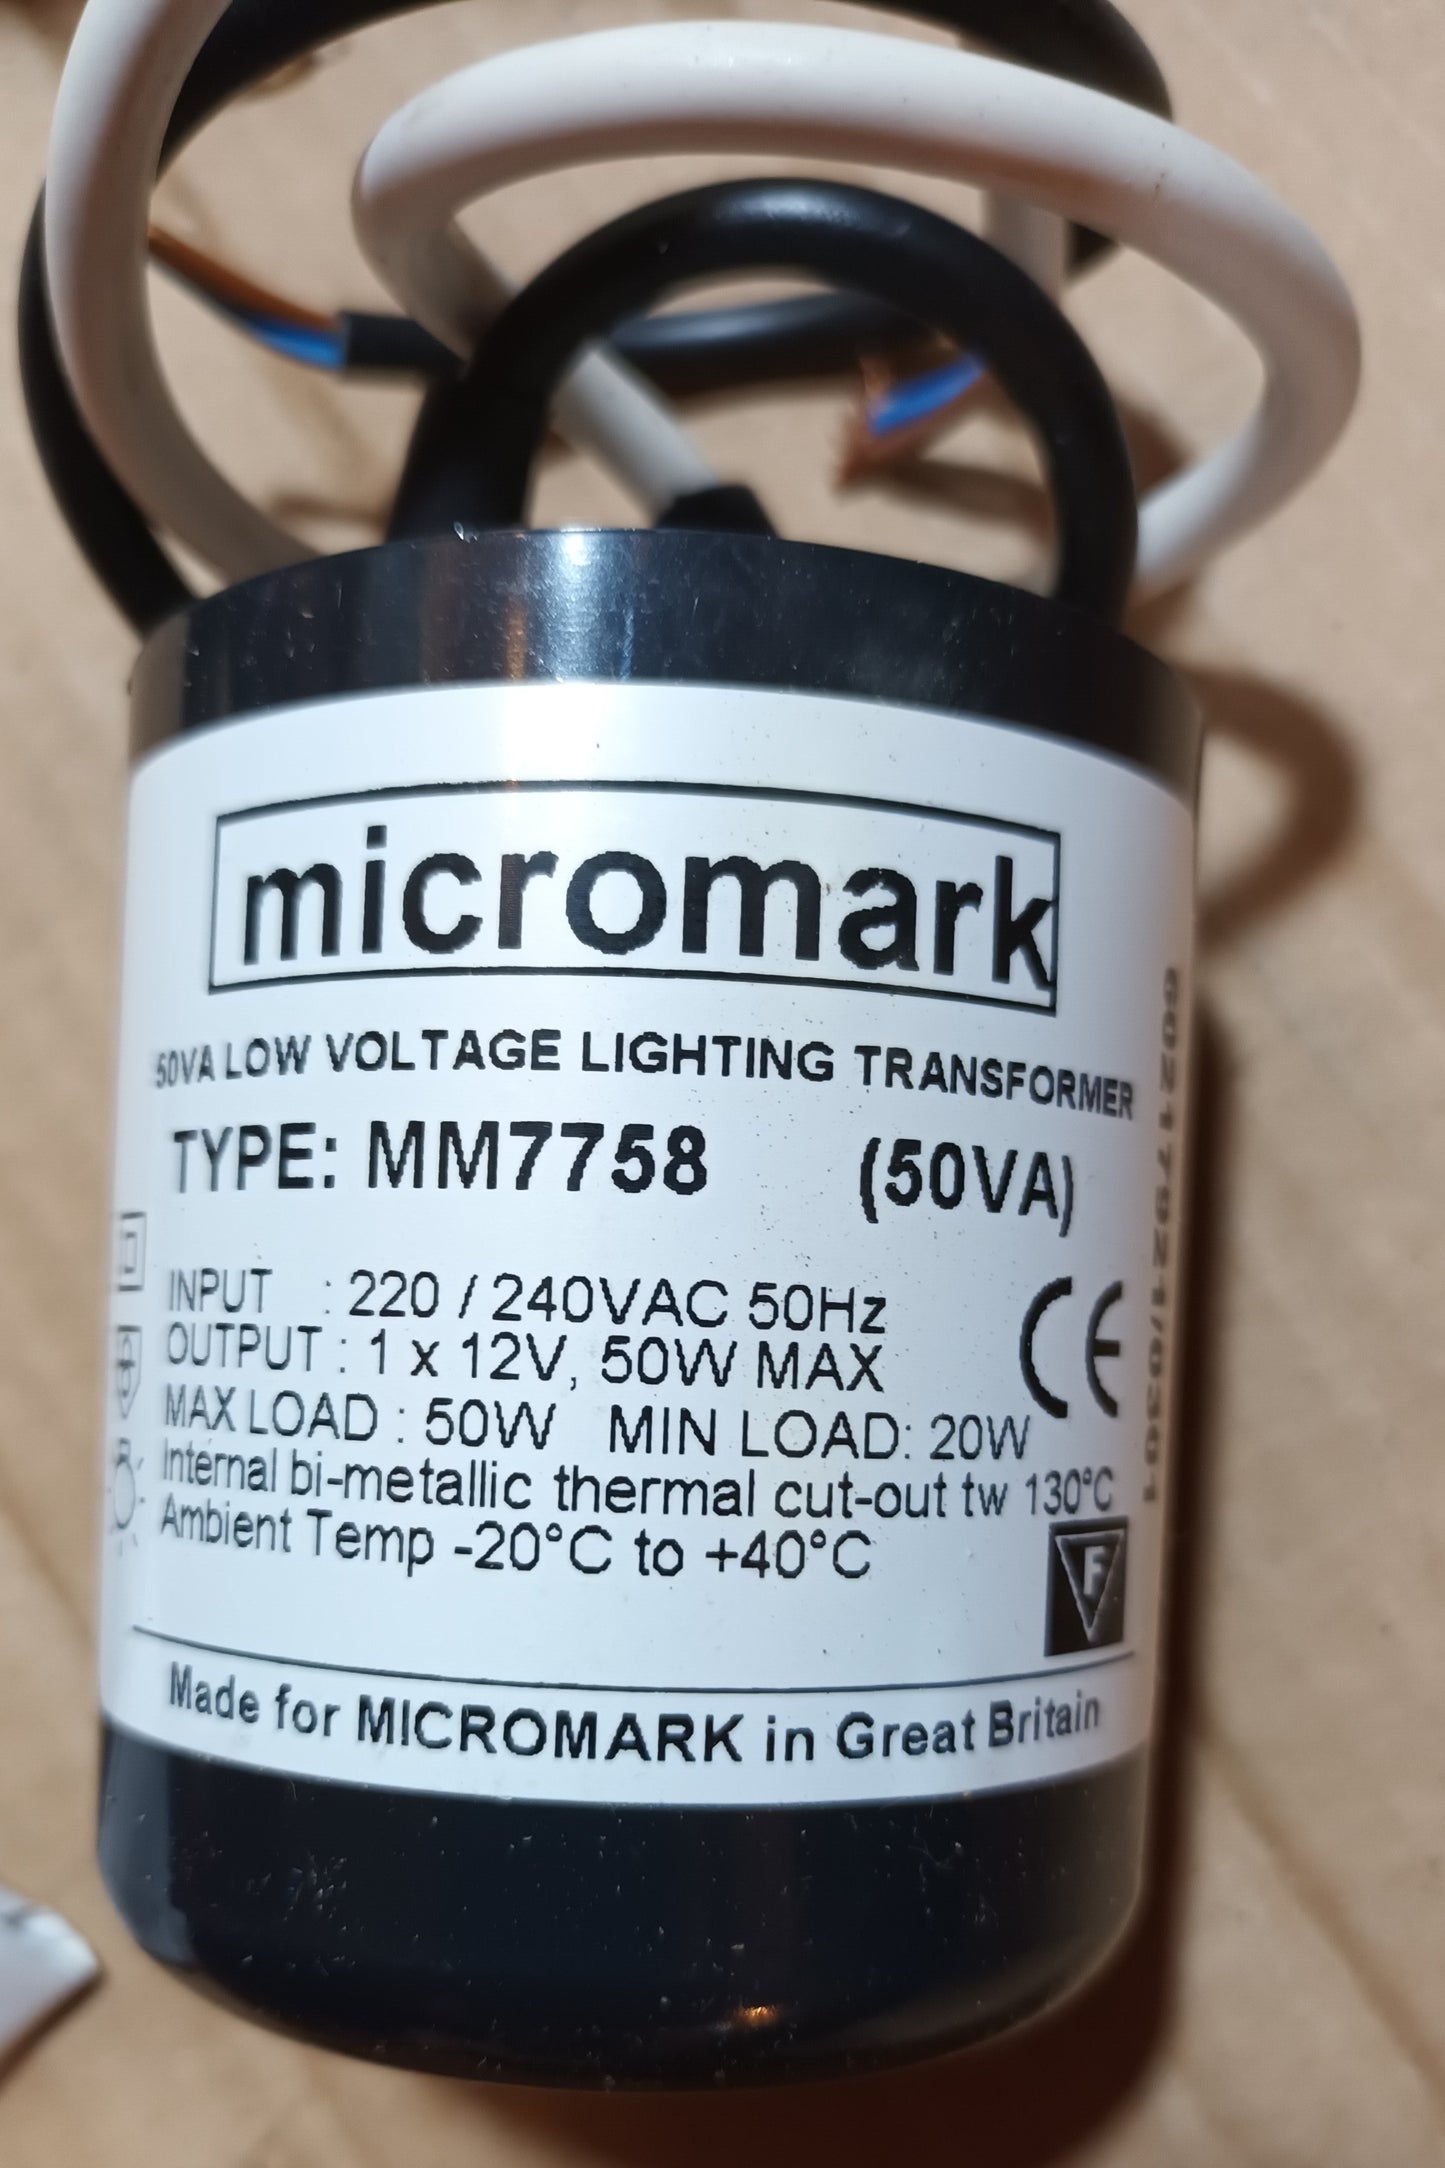 micromark
50VA LOW VOLTAGE LIGHTING TRANSFORMER
TYPE: MM7758 (50VA)
INPUT : 220 / 240VAC 50Hz
OUTPUT : 1 x 12V, 50W MAX
MAX LOAD : 50W MIN LOAD: 20W
Internal bi-metallic thermal cut-out tw 130°C
Ambient Temp -20°C to +40°C
CE
F
Made for MICROMARK in Great Britain